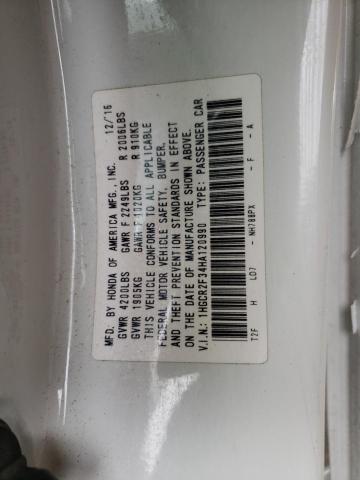 MFD. BY HONDA OF AMERICA MFG., INC. 12/16
GVWR 4200LBS GAWR F 2249LBS R 2006LBS
GVWR 1905KG GAWR F 1020KG R 910KG
THIS VEHICLE CONFORMS TO ALL APPLICABLE
FEDERAL MOTOR VEHICLE SAFETY, BUMPER,
AND THEFT PREVENTION STANDARDS IN EFFECT
ON THE DATE OF MANUFACTURE SHOWN ABOVE.
V.I.N.: 1HGCR2F34HA120990 TYPE: PASSENGER CAR
T2F H L07 - NH788PX - F - A